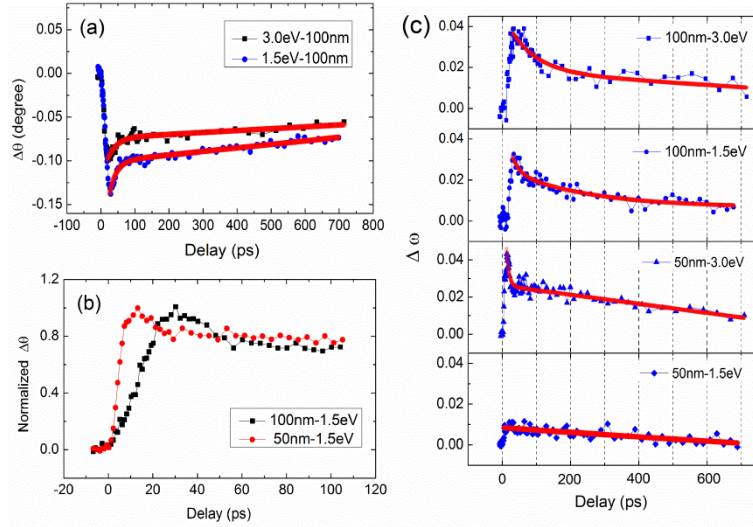 (a)
3.0eV-100nm
1.5eV-100nm
0.00
-0.05
-0.10
-0.15
Δθ (degree)
-100 0 100 200 300 400 500 600 700 800
Delay (ps)
(b)
1.2
0.8
0.4
0.0
Normalized Δθ
100nm-1.5eV
50nm-1.5eV
-20 0 20 40 60 80 100 120
Delay (ps)
(c)
0.04
0.02
0.00
100nm-3.0eV
0.04
0.02
0.00
100nm-1.5eV
Δ ω
0.04
0.02
0.00
50nm-3.0eV
0.04
0.02
0.00
50nm-1.5eV
0 200 400 600
Delay (ps)